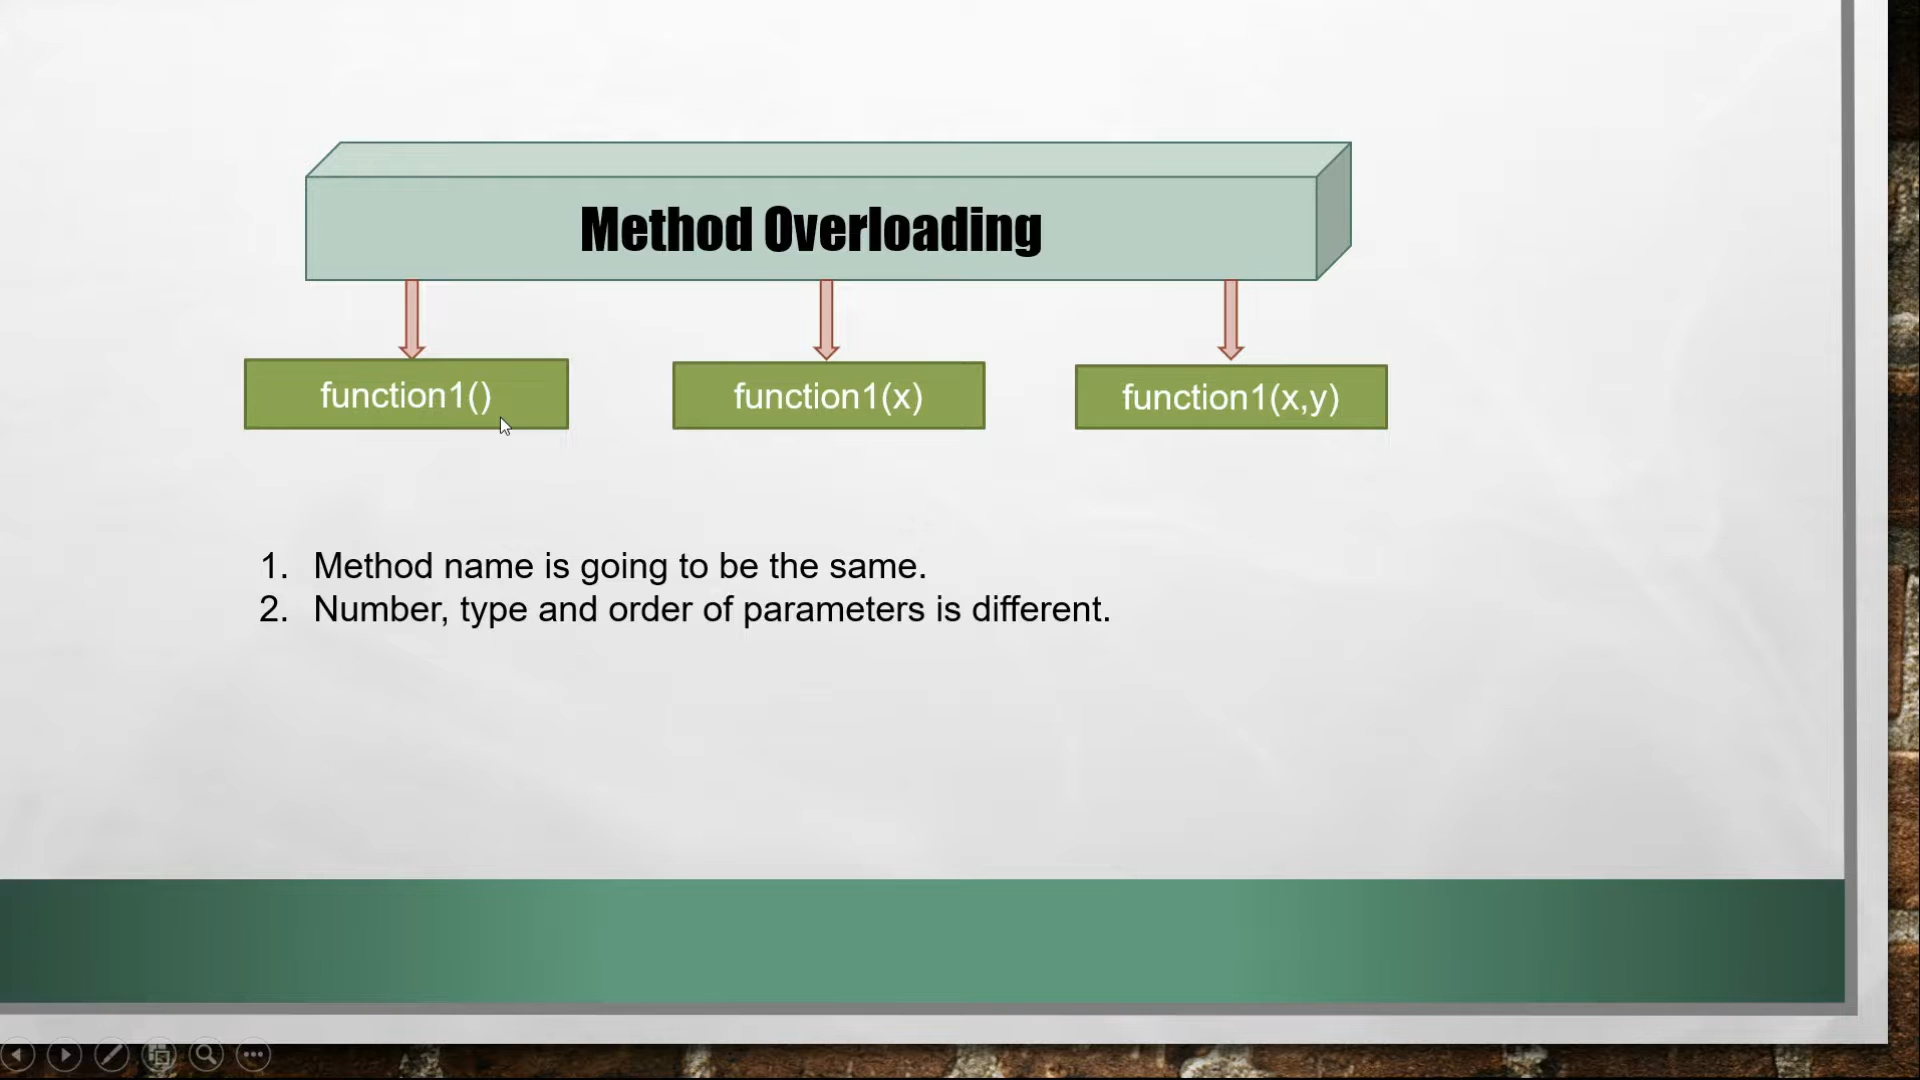 Method Overloading
function1()
function1(x)
function1(x,y)
1. Method name is going to be the same.
2. Number, type and order of parameters is different.